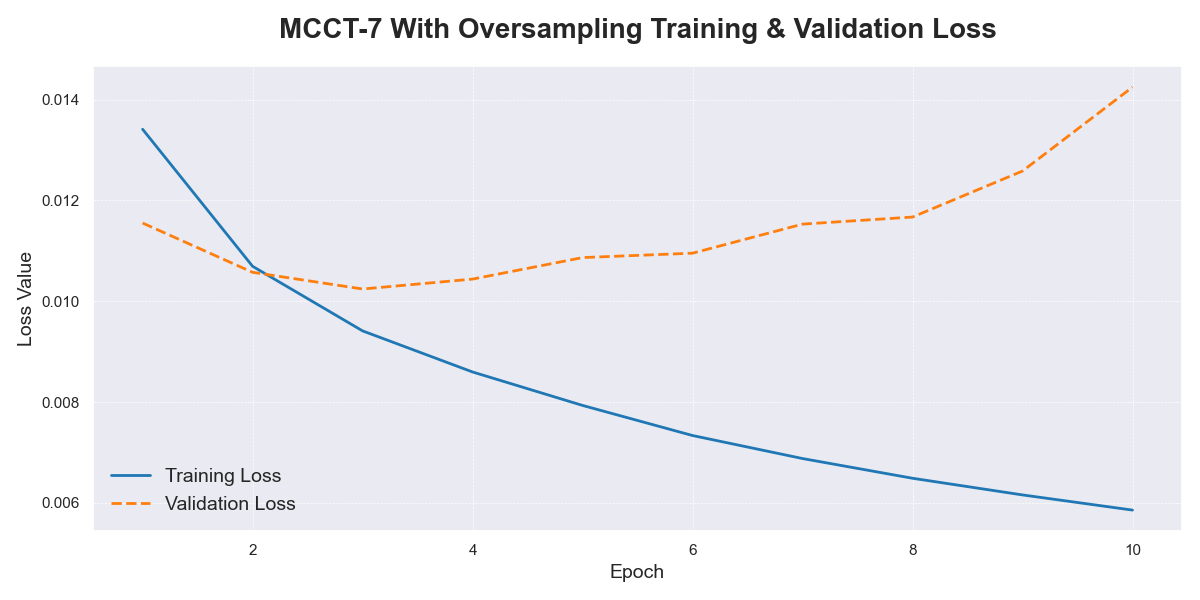 MCCT-7 With Oversampling Training & Validation Loss
0.014
0.012
0.010
0.008
0.006
Loss Value
Training Loss
Validation Loss
2 4 6 8 10
Epoch